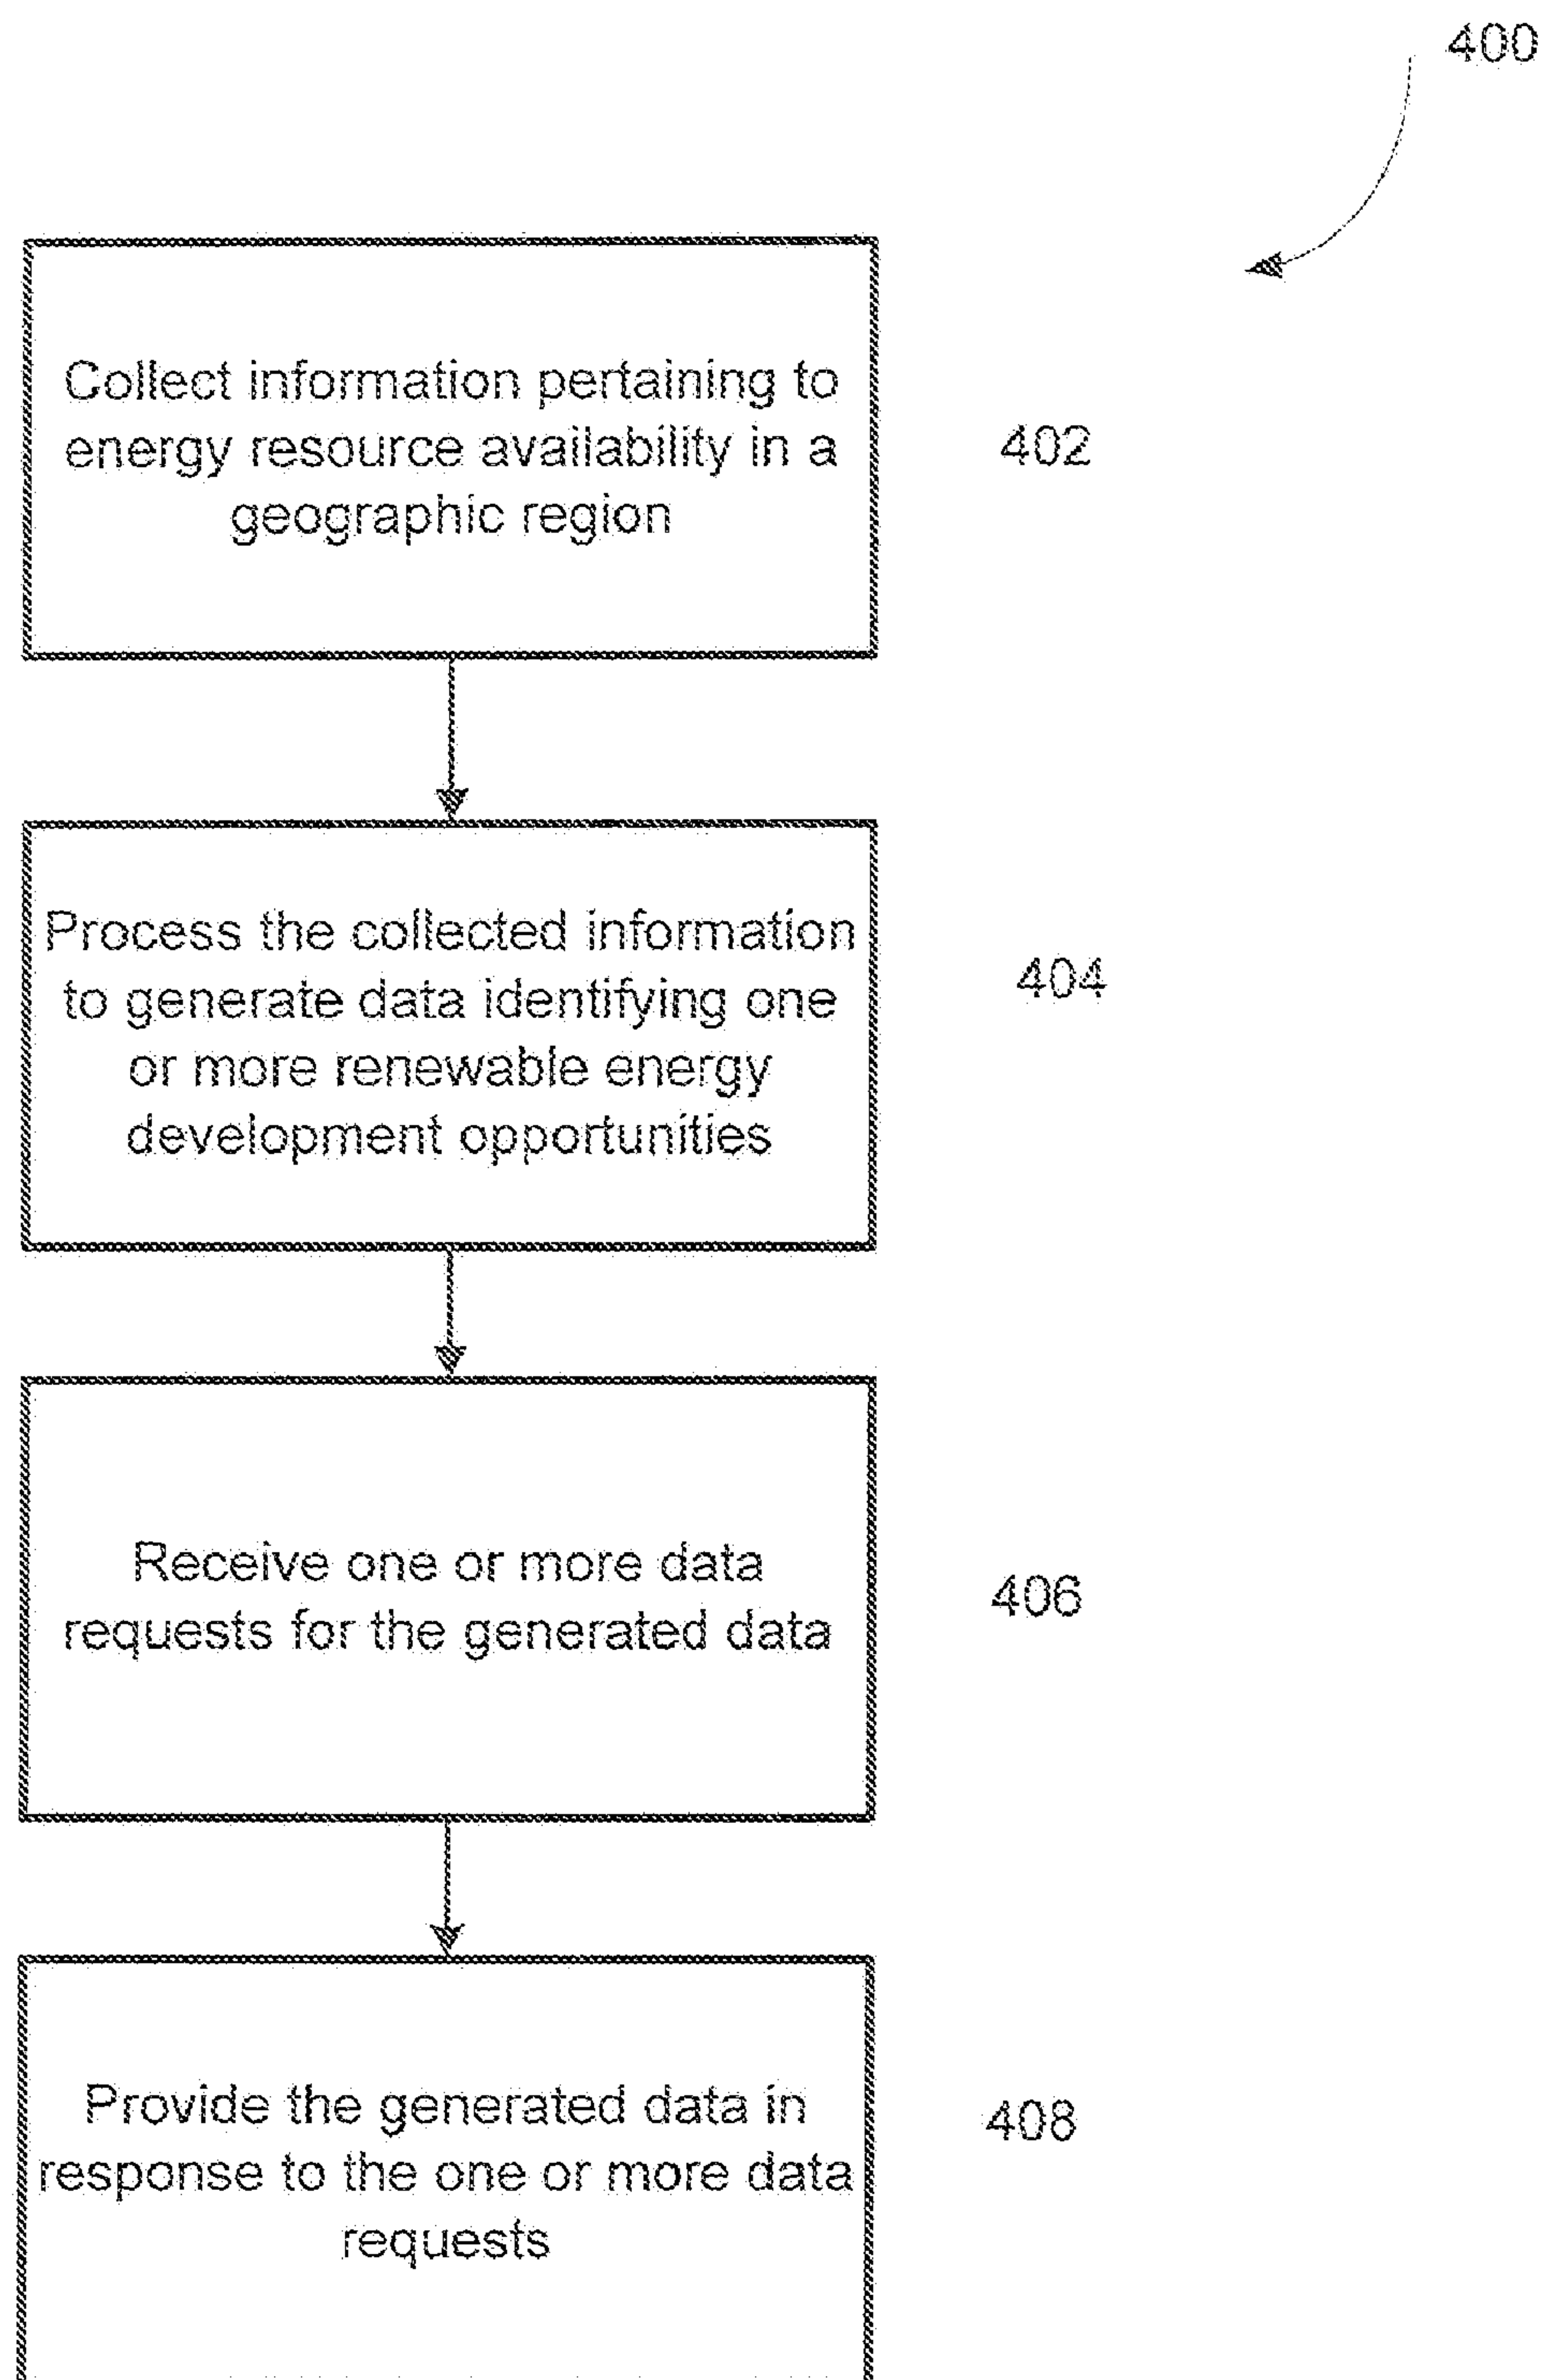 400
Collect information pertaining to
energy resource availability in a
geographic region
402
Process the collected information
to generate data identifying one
or more renewable energy
development opportunities
404
Receive one or more data
requests for the generated data
406
Provide the generated data in
response to the one or more data
requests
408